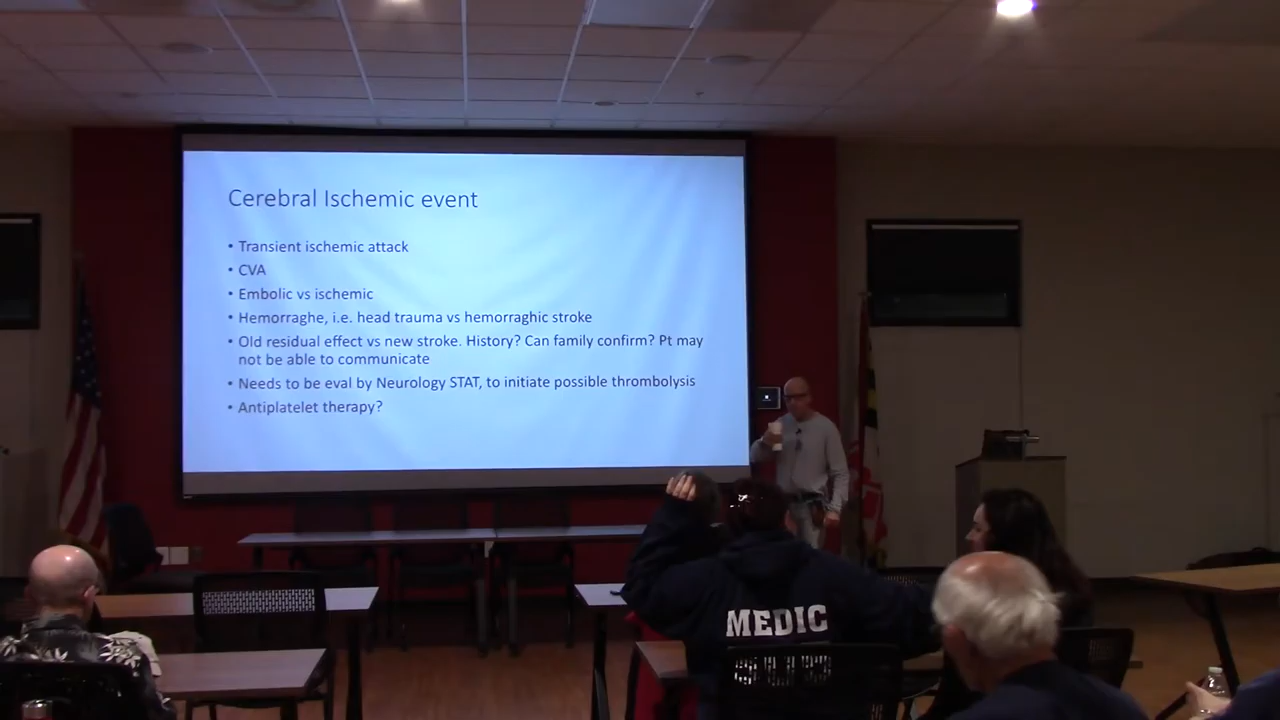 Cerebral Ischemic event
• Transient ischemic attack
• CVA
• Embolic vs ischemic
• Hemorraghe, i.e. head trauma vs hemorraghic stroke
• Old residual effect vs new stroke. History? Can family confirm? Pt may
not be able to communicate
• Needs to be eval by Neurology STAT, to initiate possible thrombolysis
• Antiplatelet therapy?
MEDIC